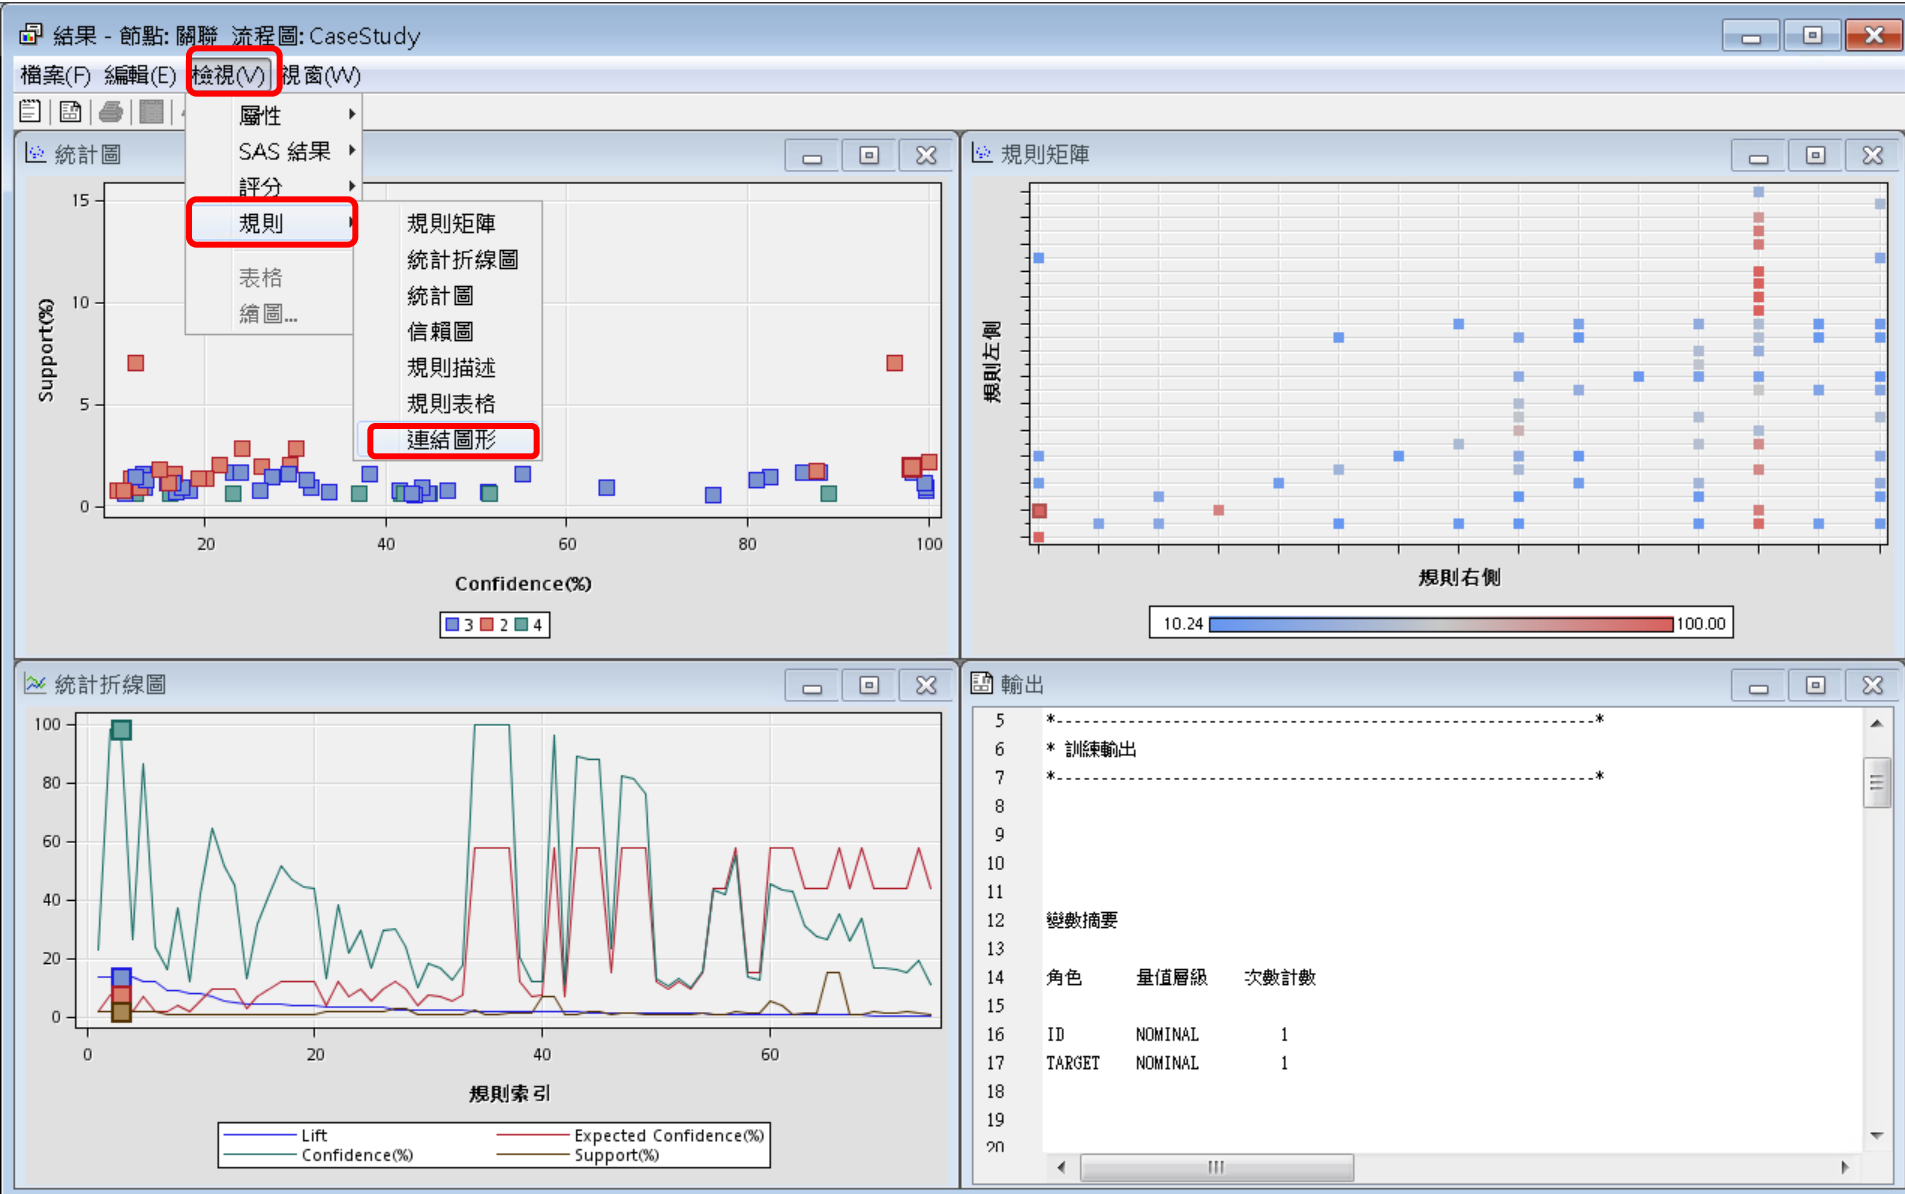 結果 - 節點: 關聯 流程圖: CaseStudy
檔案(F) 編輯(E) 檢視(V) 視窗(W)
屬性
SAS 結果
評分
規則
表格
繪圖...
規則矩陣
統計折線圖
統計圖
信賴圖
規則描述
規則表格
連結圖形
統計圖
Support(%)
15
10
5
0
20 40 60 80 100
Confidence(%)
3 2 4
規則矩陣
規則左側
規則右側
10.24 100.00
統計折線圖
100
80
60
40
20
0
0 20 40 60
規則索引
Lift Expected Confidence(%)
Confidence(%) Support(%)
輸出
5 *------------------------------------------------------------*
6 * 訓練輸出
7 *------------------------------------------------------------*
8
9
10
11
12 變數摘要
13
14 角色 量值層級 次數計數
15
16 ID NOMINAL 1
17 TARGET NOMINAL 1
18
19
20